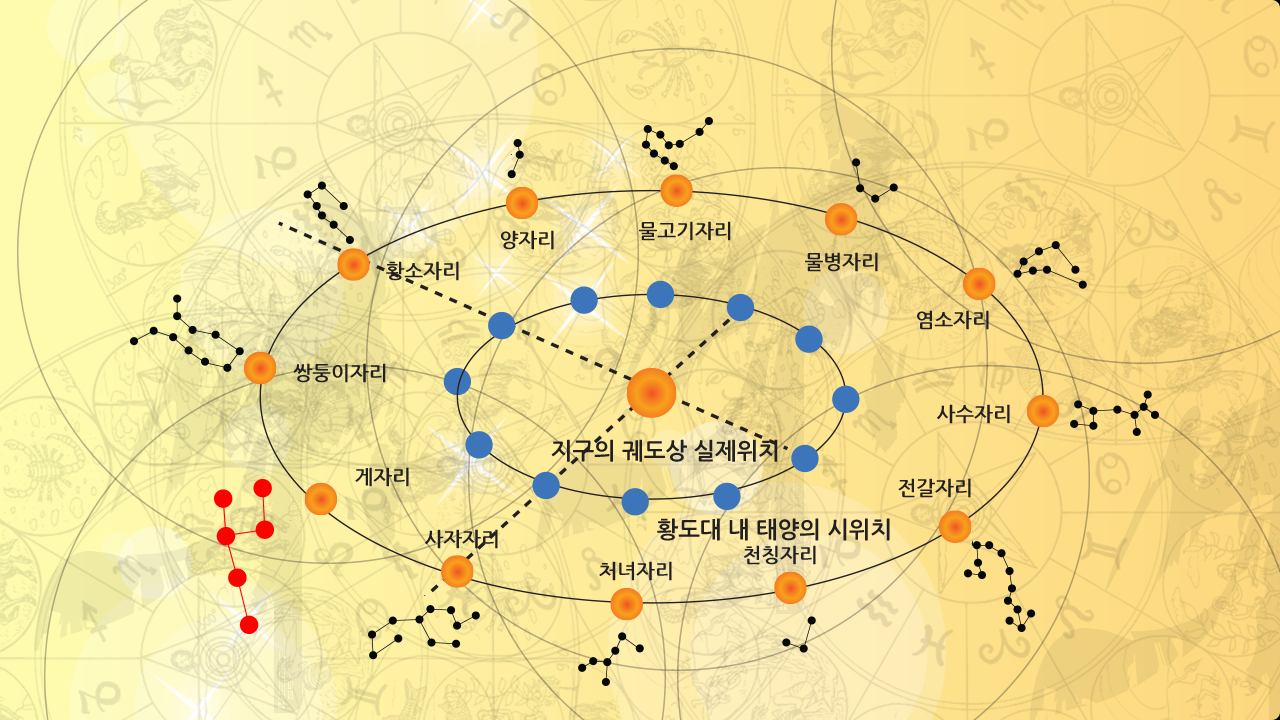 양자리
물고기자리
물병자리
황소자리
염소자리
쌍둥이자리
사수자리
지구의 궤도상 실제위치
게자리
전갈자리
황도대 내 태양의 시위치
사자자리
천칭자리
처녀자리